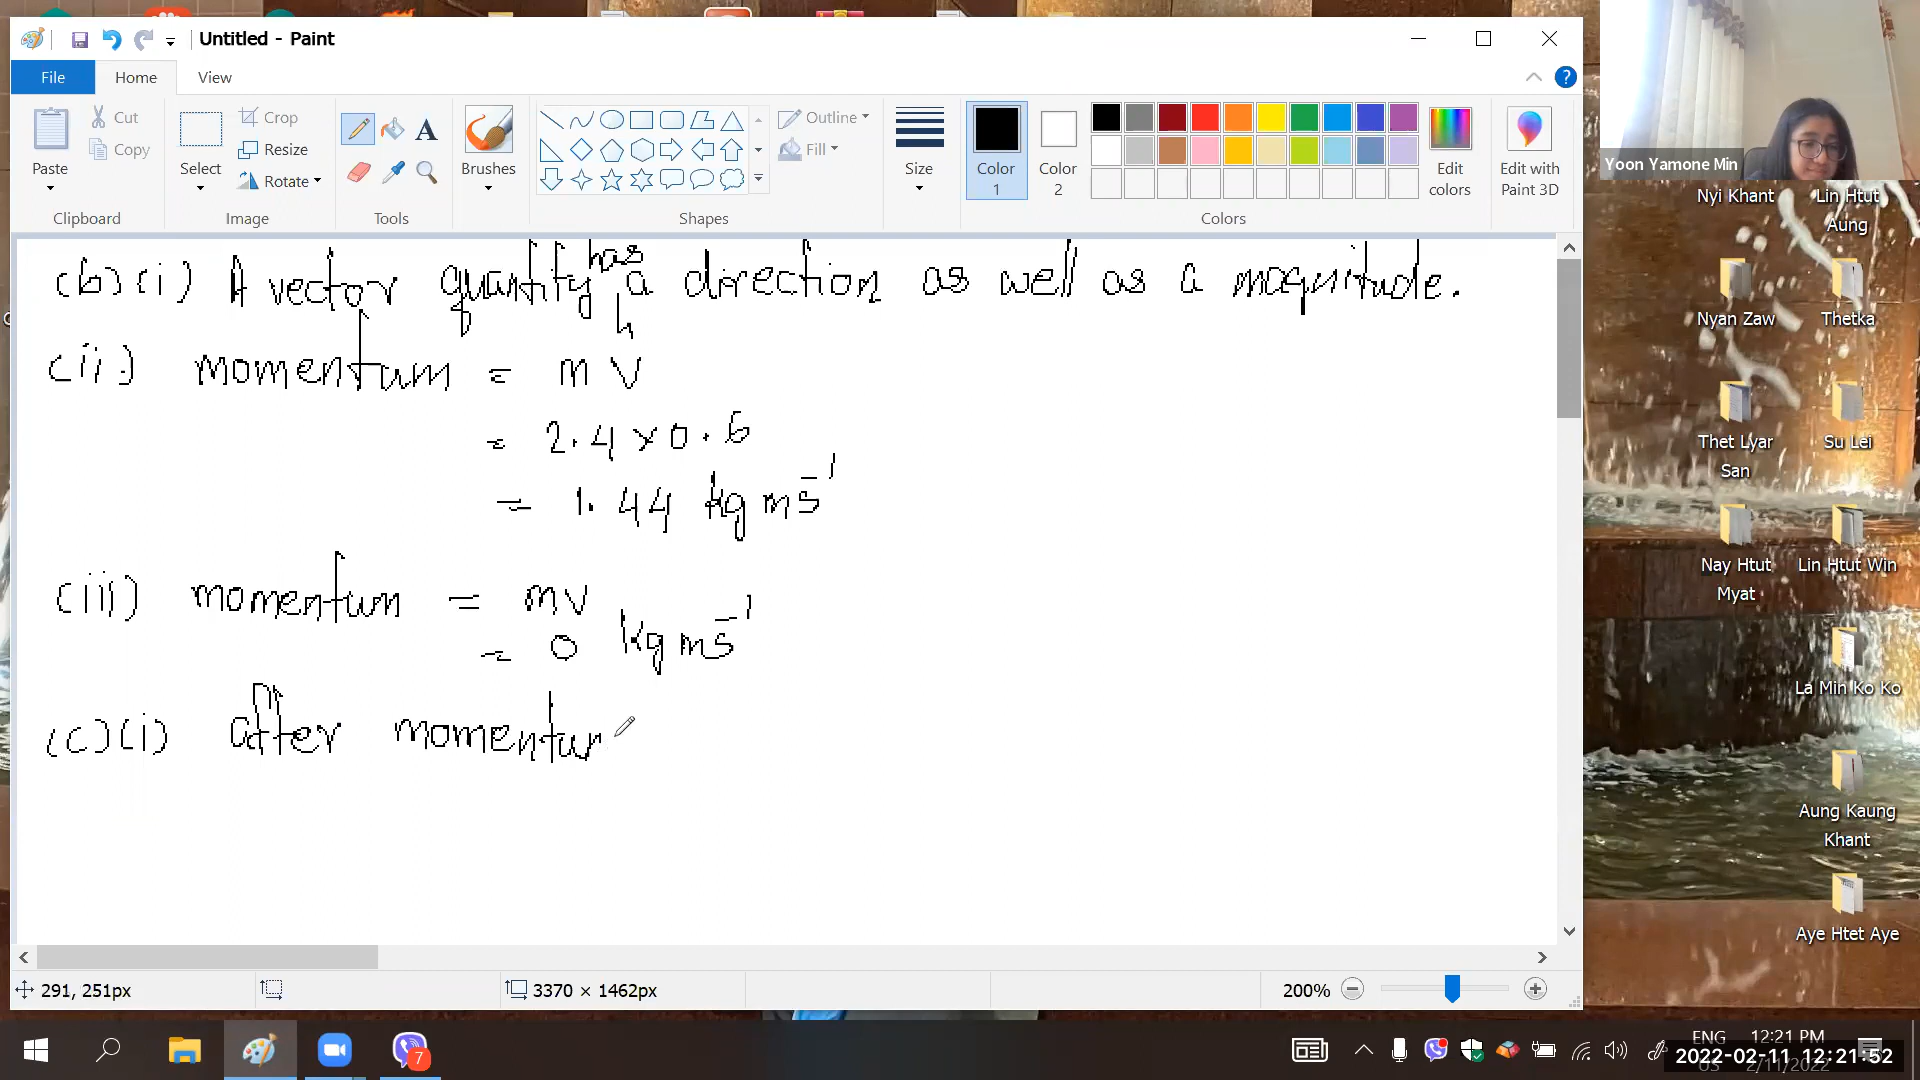 Untitled - Paint
File Home View
Paste Cut Copy Clipboard
Select Crop Resize Rotate Image
Tools
Brushes
Outline Fill Shapes
Size
Color 1 Color 2 Edit colors Colors
Edit with Paint 3D
Yoon Yamone Min
(b)(i) A vector quantity has a direction as well as a magnitude.
(ii) momentum = m v
= 2.4 × 0.6
= 1.44 kg ms⁻¹
(iii) momentum = mv
= 0 kg ms⁻¹
(c)(i) after momentum
Nyi Khant Lin Htut Aung
Nyan Zaw Thetka
Thet Lyar San Su Lei
Nay Htut Myat Lin Htut Win
La Min Ko Ko
Aung Kaung Khant
Aye Htet Aye
291, 251px 3370 × 1462px 200%
7
ENG 12:21 PM
2022-02-11 12:21:52